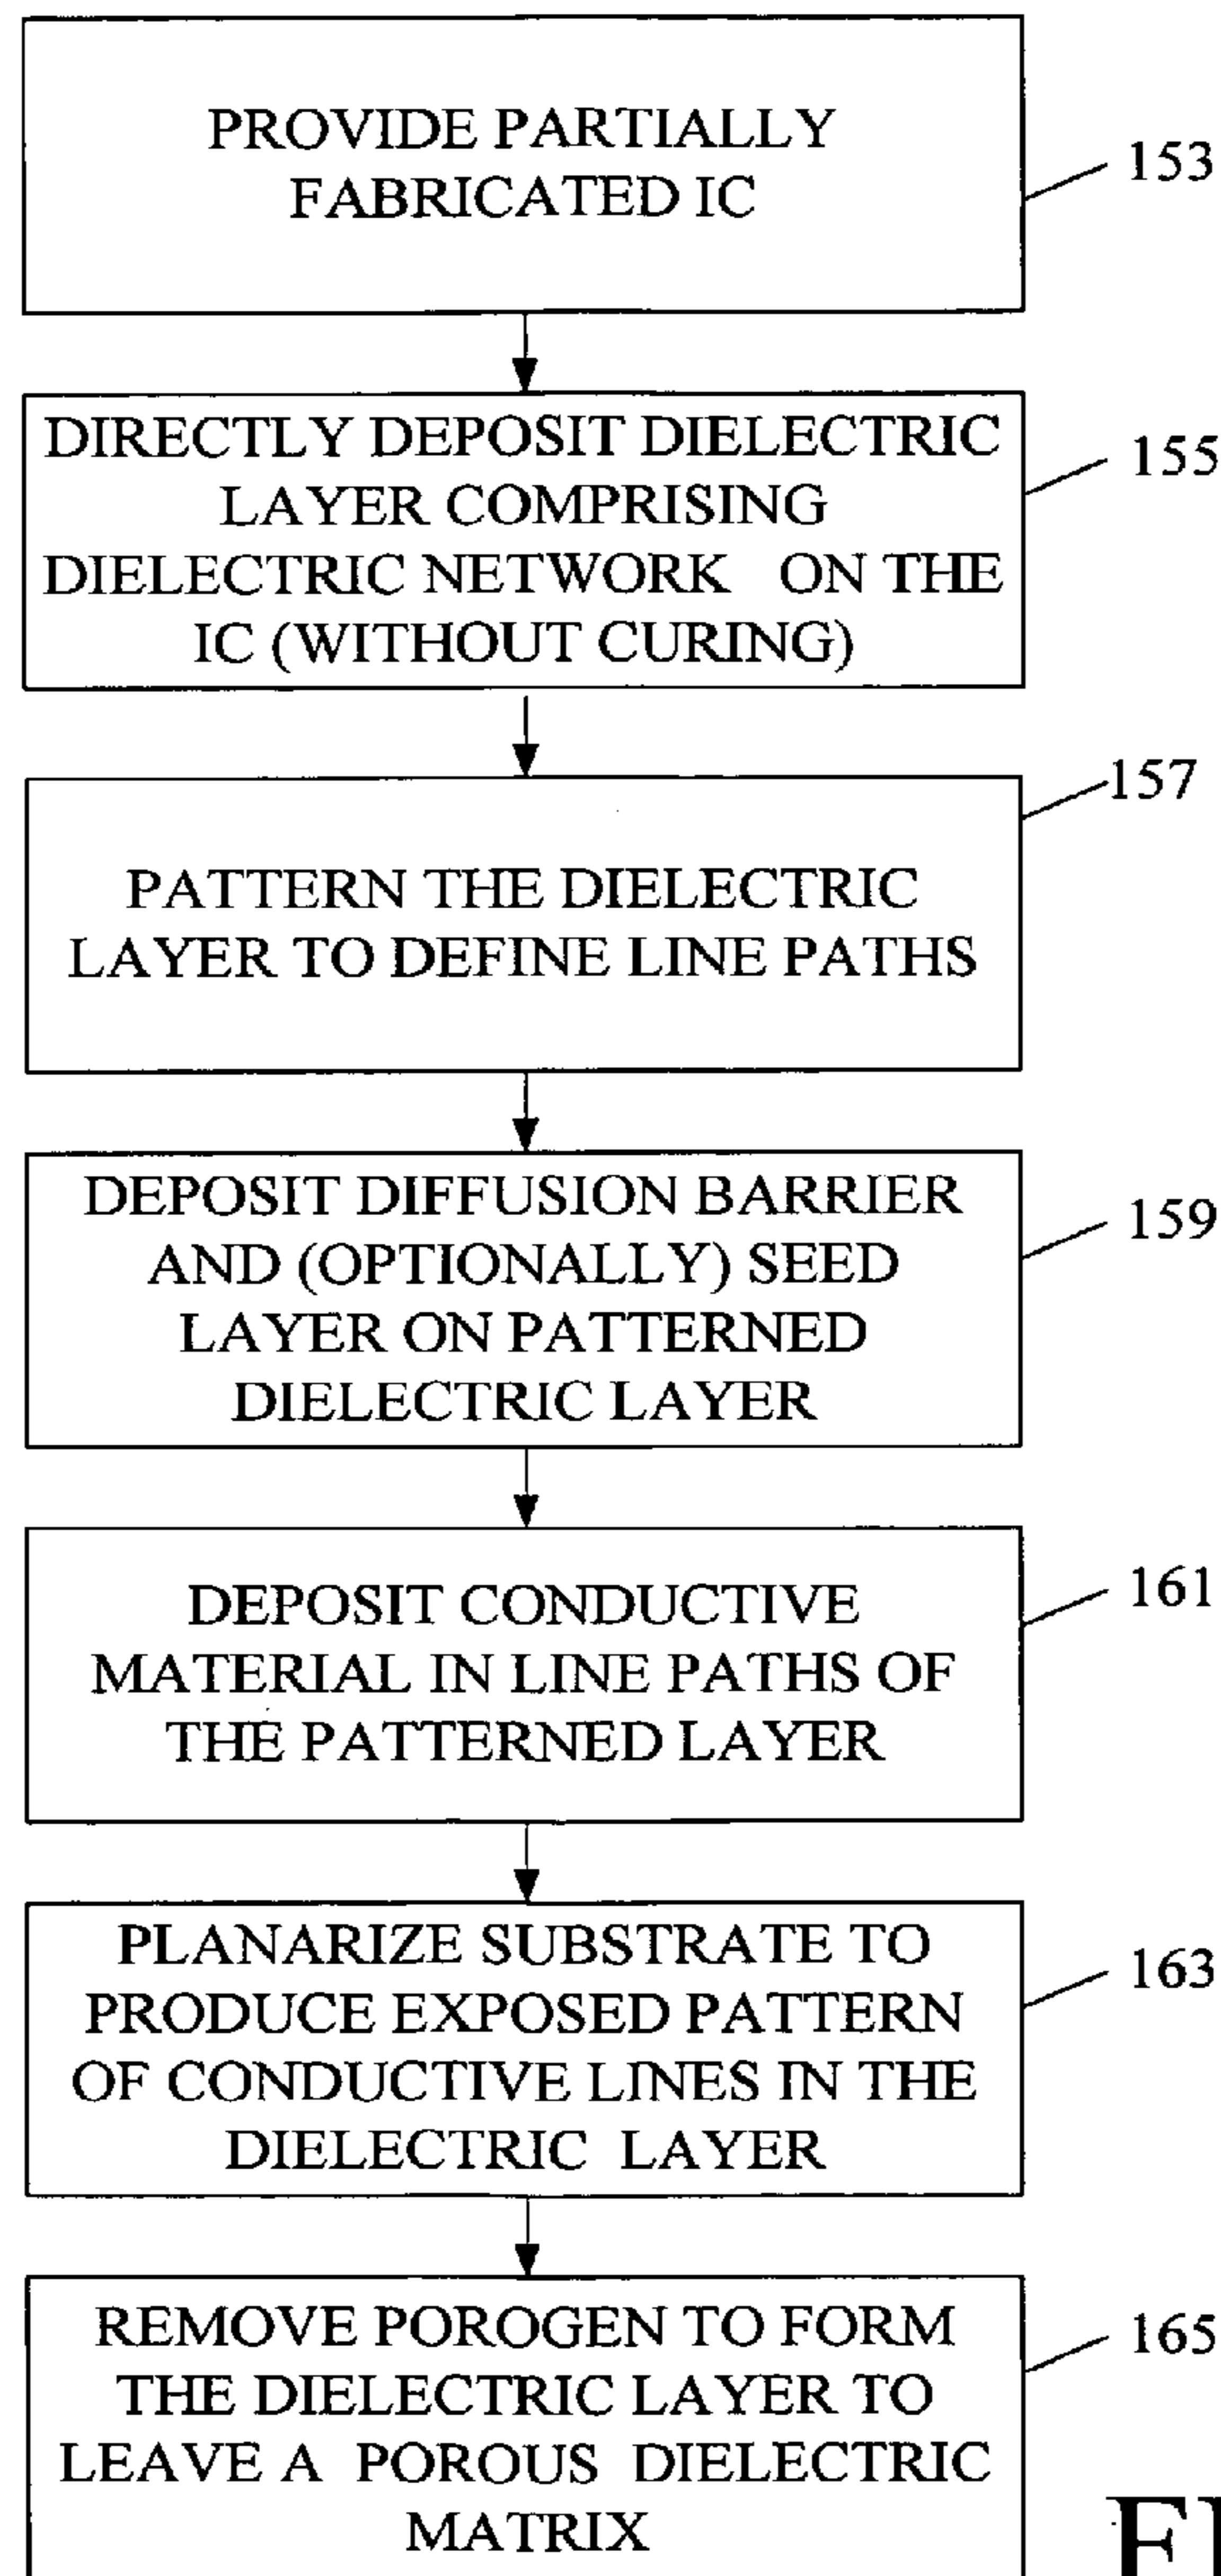 PROVIDE PARTIALLY
FABRICATED IC
153
DIRECTLY DEPOSIT DIELECTRIC
LAYER COMPRISING
DIELECTRIC NETWORK ON THE
IC (WITHOUT CURING)
155
PATTERN THE DIELECTRIC
LAYER TO DEFINE LINE PATHS
157
DEPOSIT DIFFUSION BARRIER
AND (OPTIONALLY) SEED
LAYER ON PATTERNED
DIELECTRIC LAYER
159
DEPOSIT CONDUCTIVE
MATERIAL IN LINE PATHS OF
THE PATTERNED LAYER
161
PLANARIZE SUBSTRATE TO
PRODUCE EXPOSED PATTERN
OF CONDUCTIVE LINES IN THE
DIELECTRIC LAYER
163
REMOVE POROGEN TO FORM
THE DIELECTRIC LAYER TO
LEAVE A POROUS DIELECTRIC
MATRIX
165